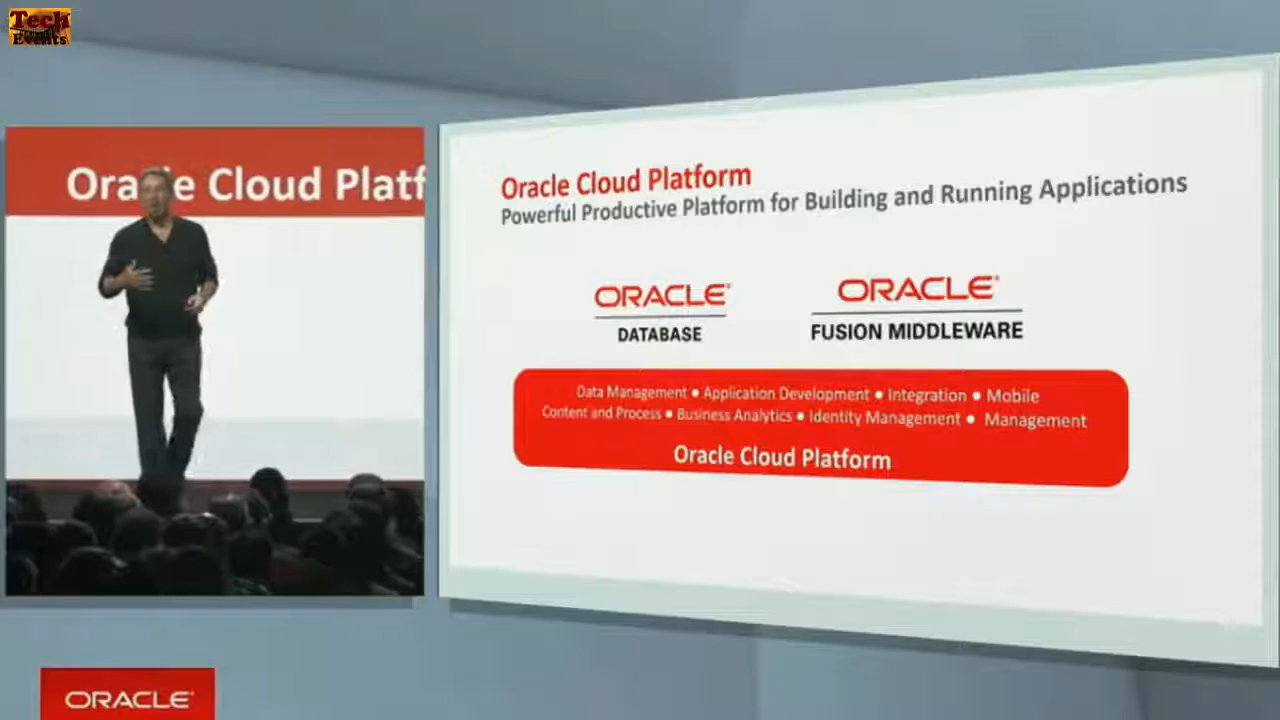 Tech
Events
Oracle Cloud Platf
Oracle Cloud Platform
Powerful Productive Platform for Building and Running Applications
ORACLE®
DATABASE
ORACLE®
FUSION MIDDLEWARE
Data Management ● Application Development ● Integration ● Mobile
Content and Process ● Business Analytics ● Identity Management ● Management
Oracle Cloud Platform
ORACLE®